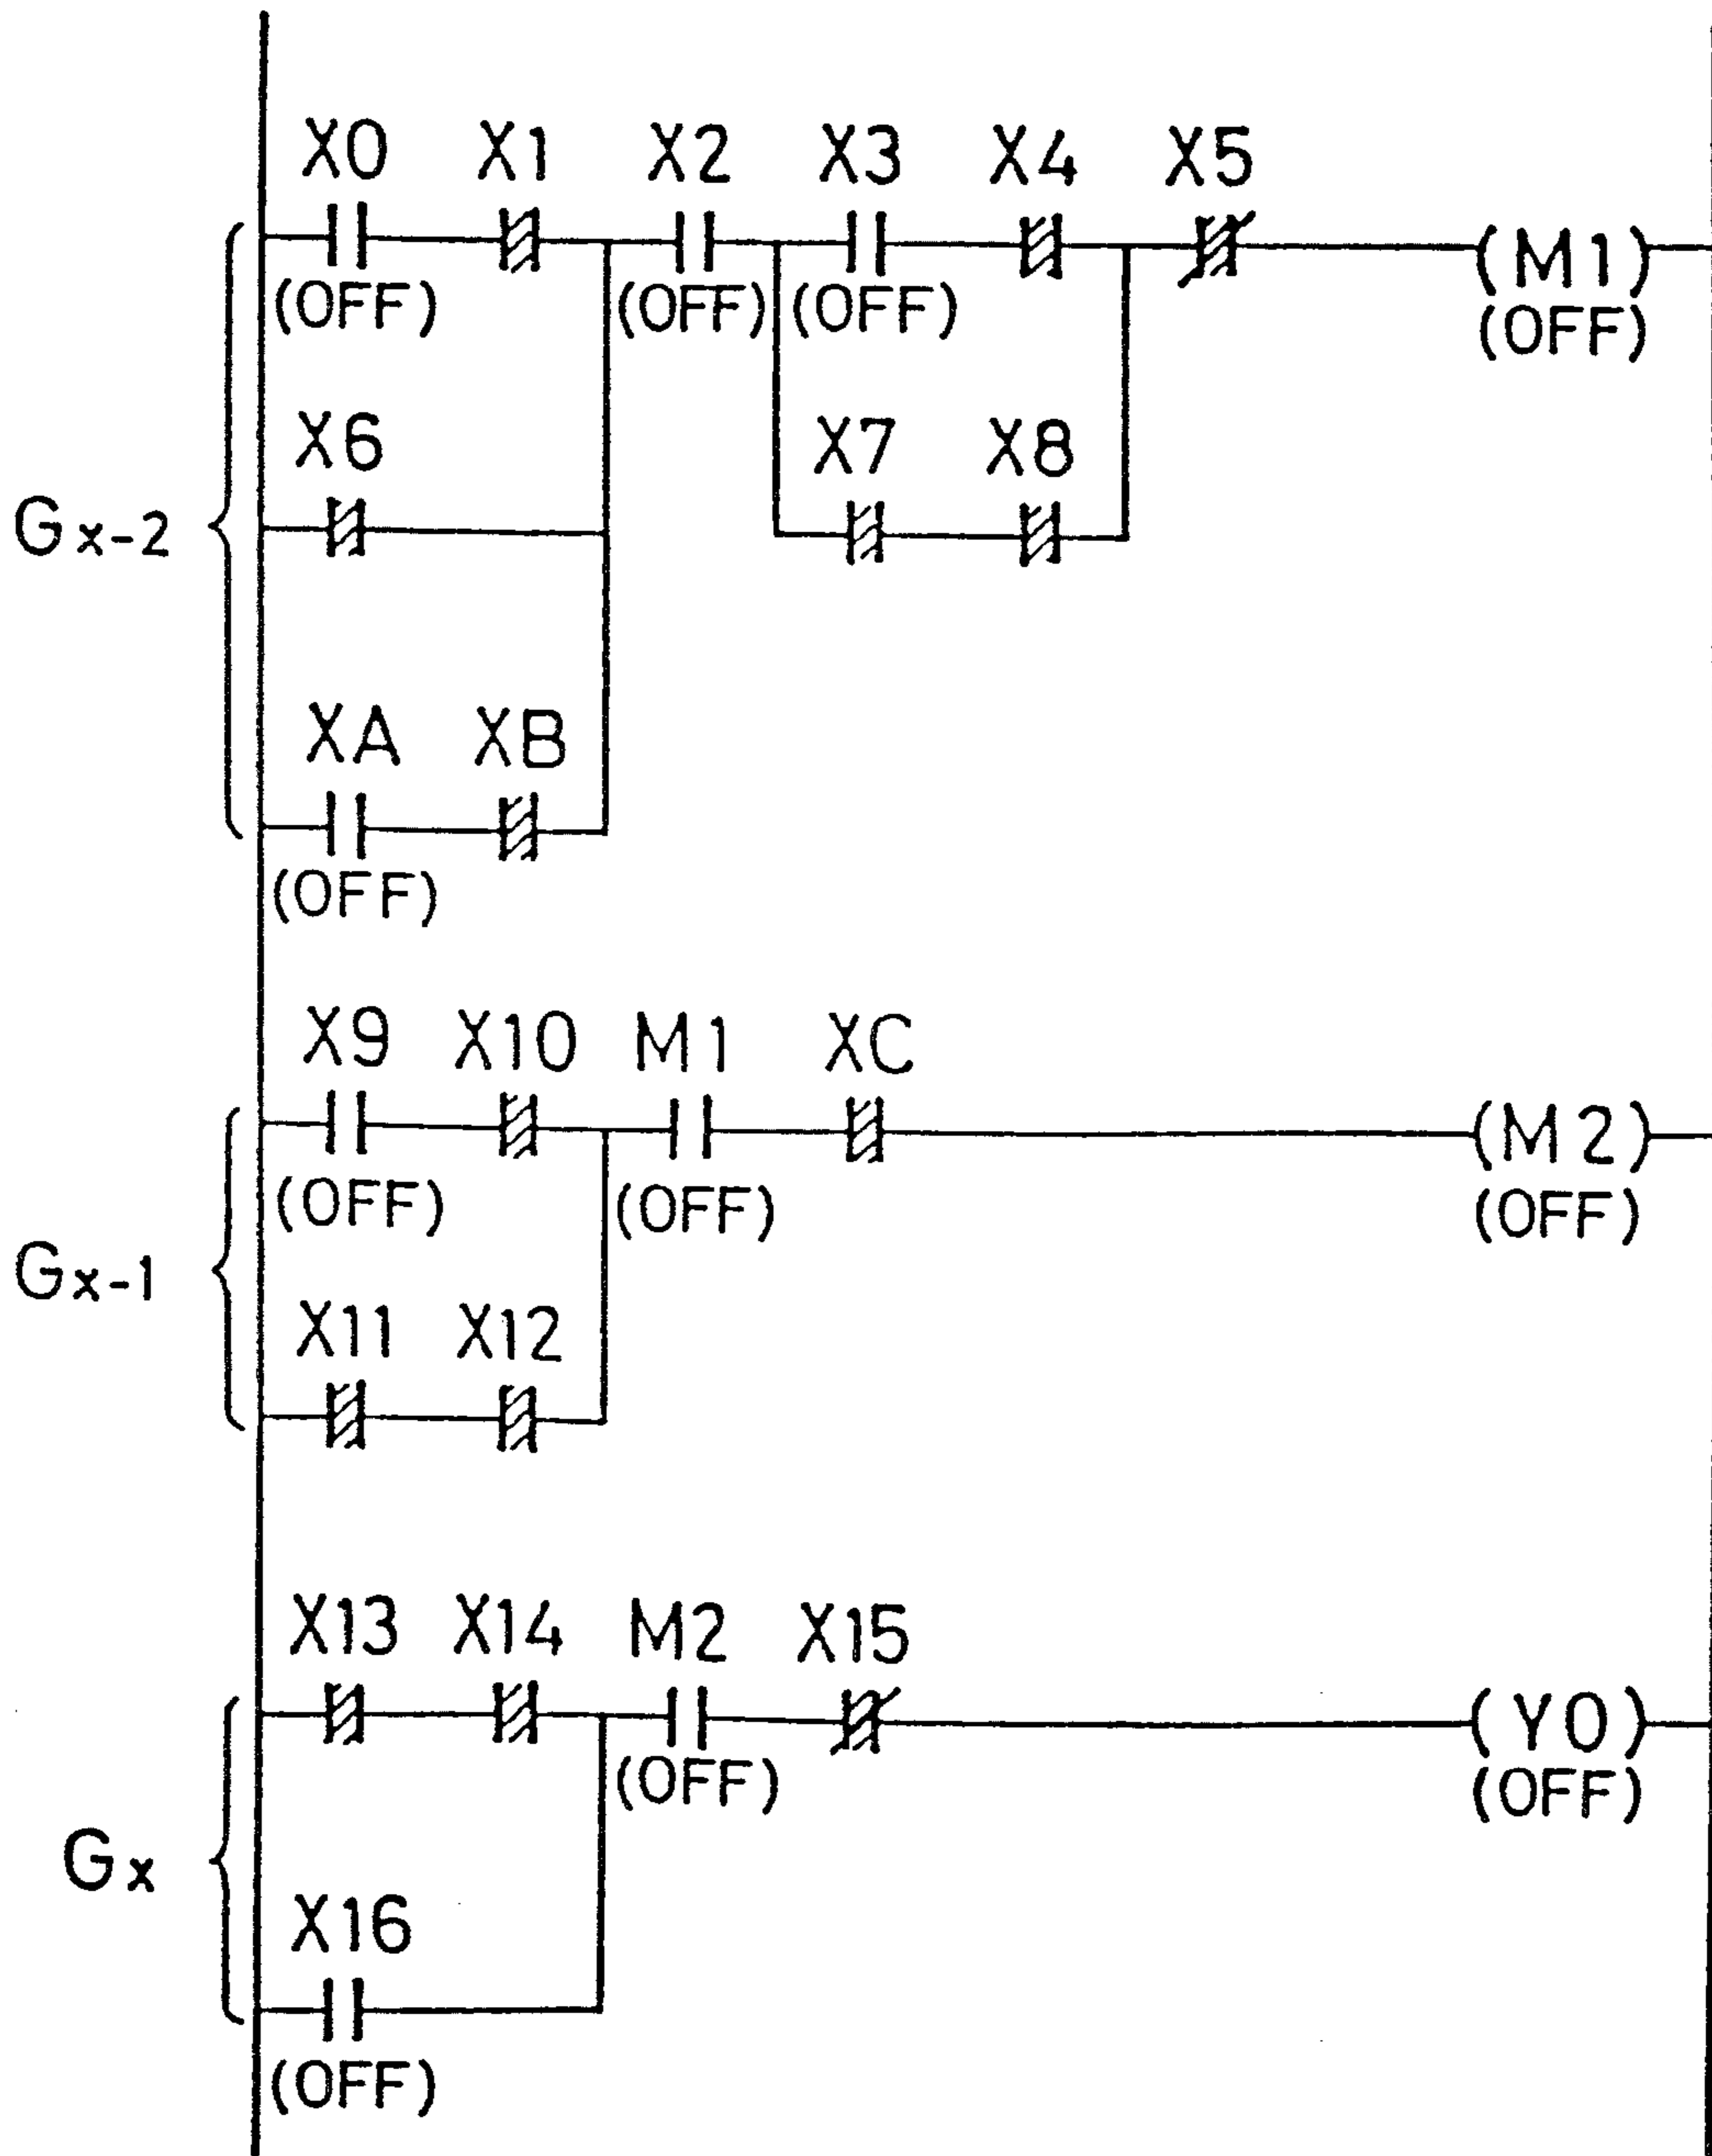 X0 X1 X2 X3 X4 X5
(M1)
(OFF) (OFF) (OFF) (OFF)
X6 X7 X8
Gx-2
XA XB
(OFF)
X9 X10 M1 XC
(M2)
(OFF) (OFF) (OFF)
Gx-1
X11 X12
X13 X14 M2 X15
(Y0)
(OFF) (OFF)
Gx
X16
(OFF)